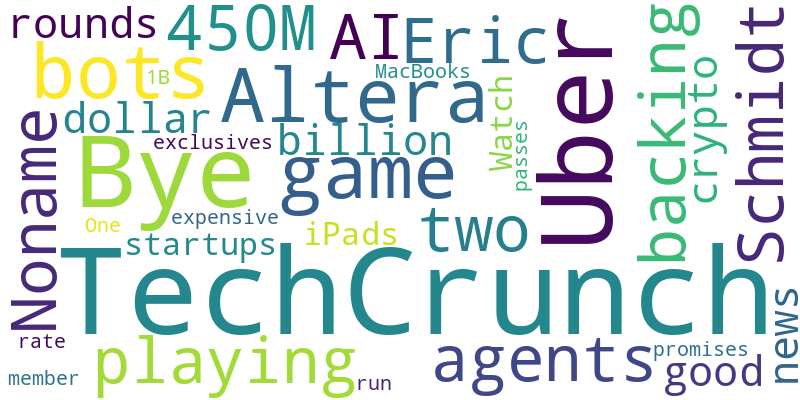 rounds
450M
AI
Eric
Uber
backing
Schmidt
bots
1B
MacBooks
Altera
crypto
dollar
exclusives
billion
Watch
passes
Noname
Bye
game
One
expensive
iPads
two
startups
TechCrunch
news
rate
playing
agents
promises
good
member
run